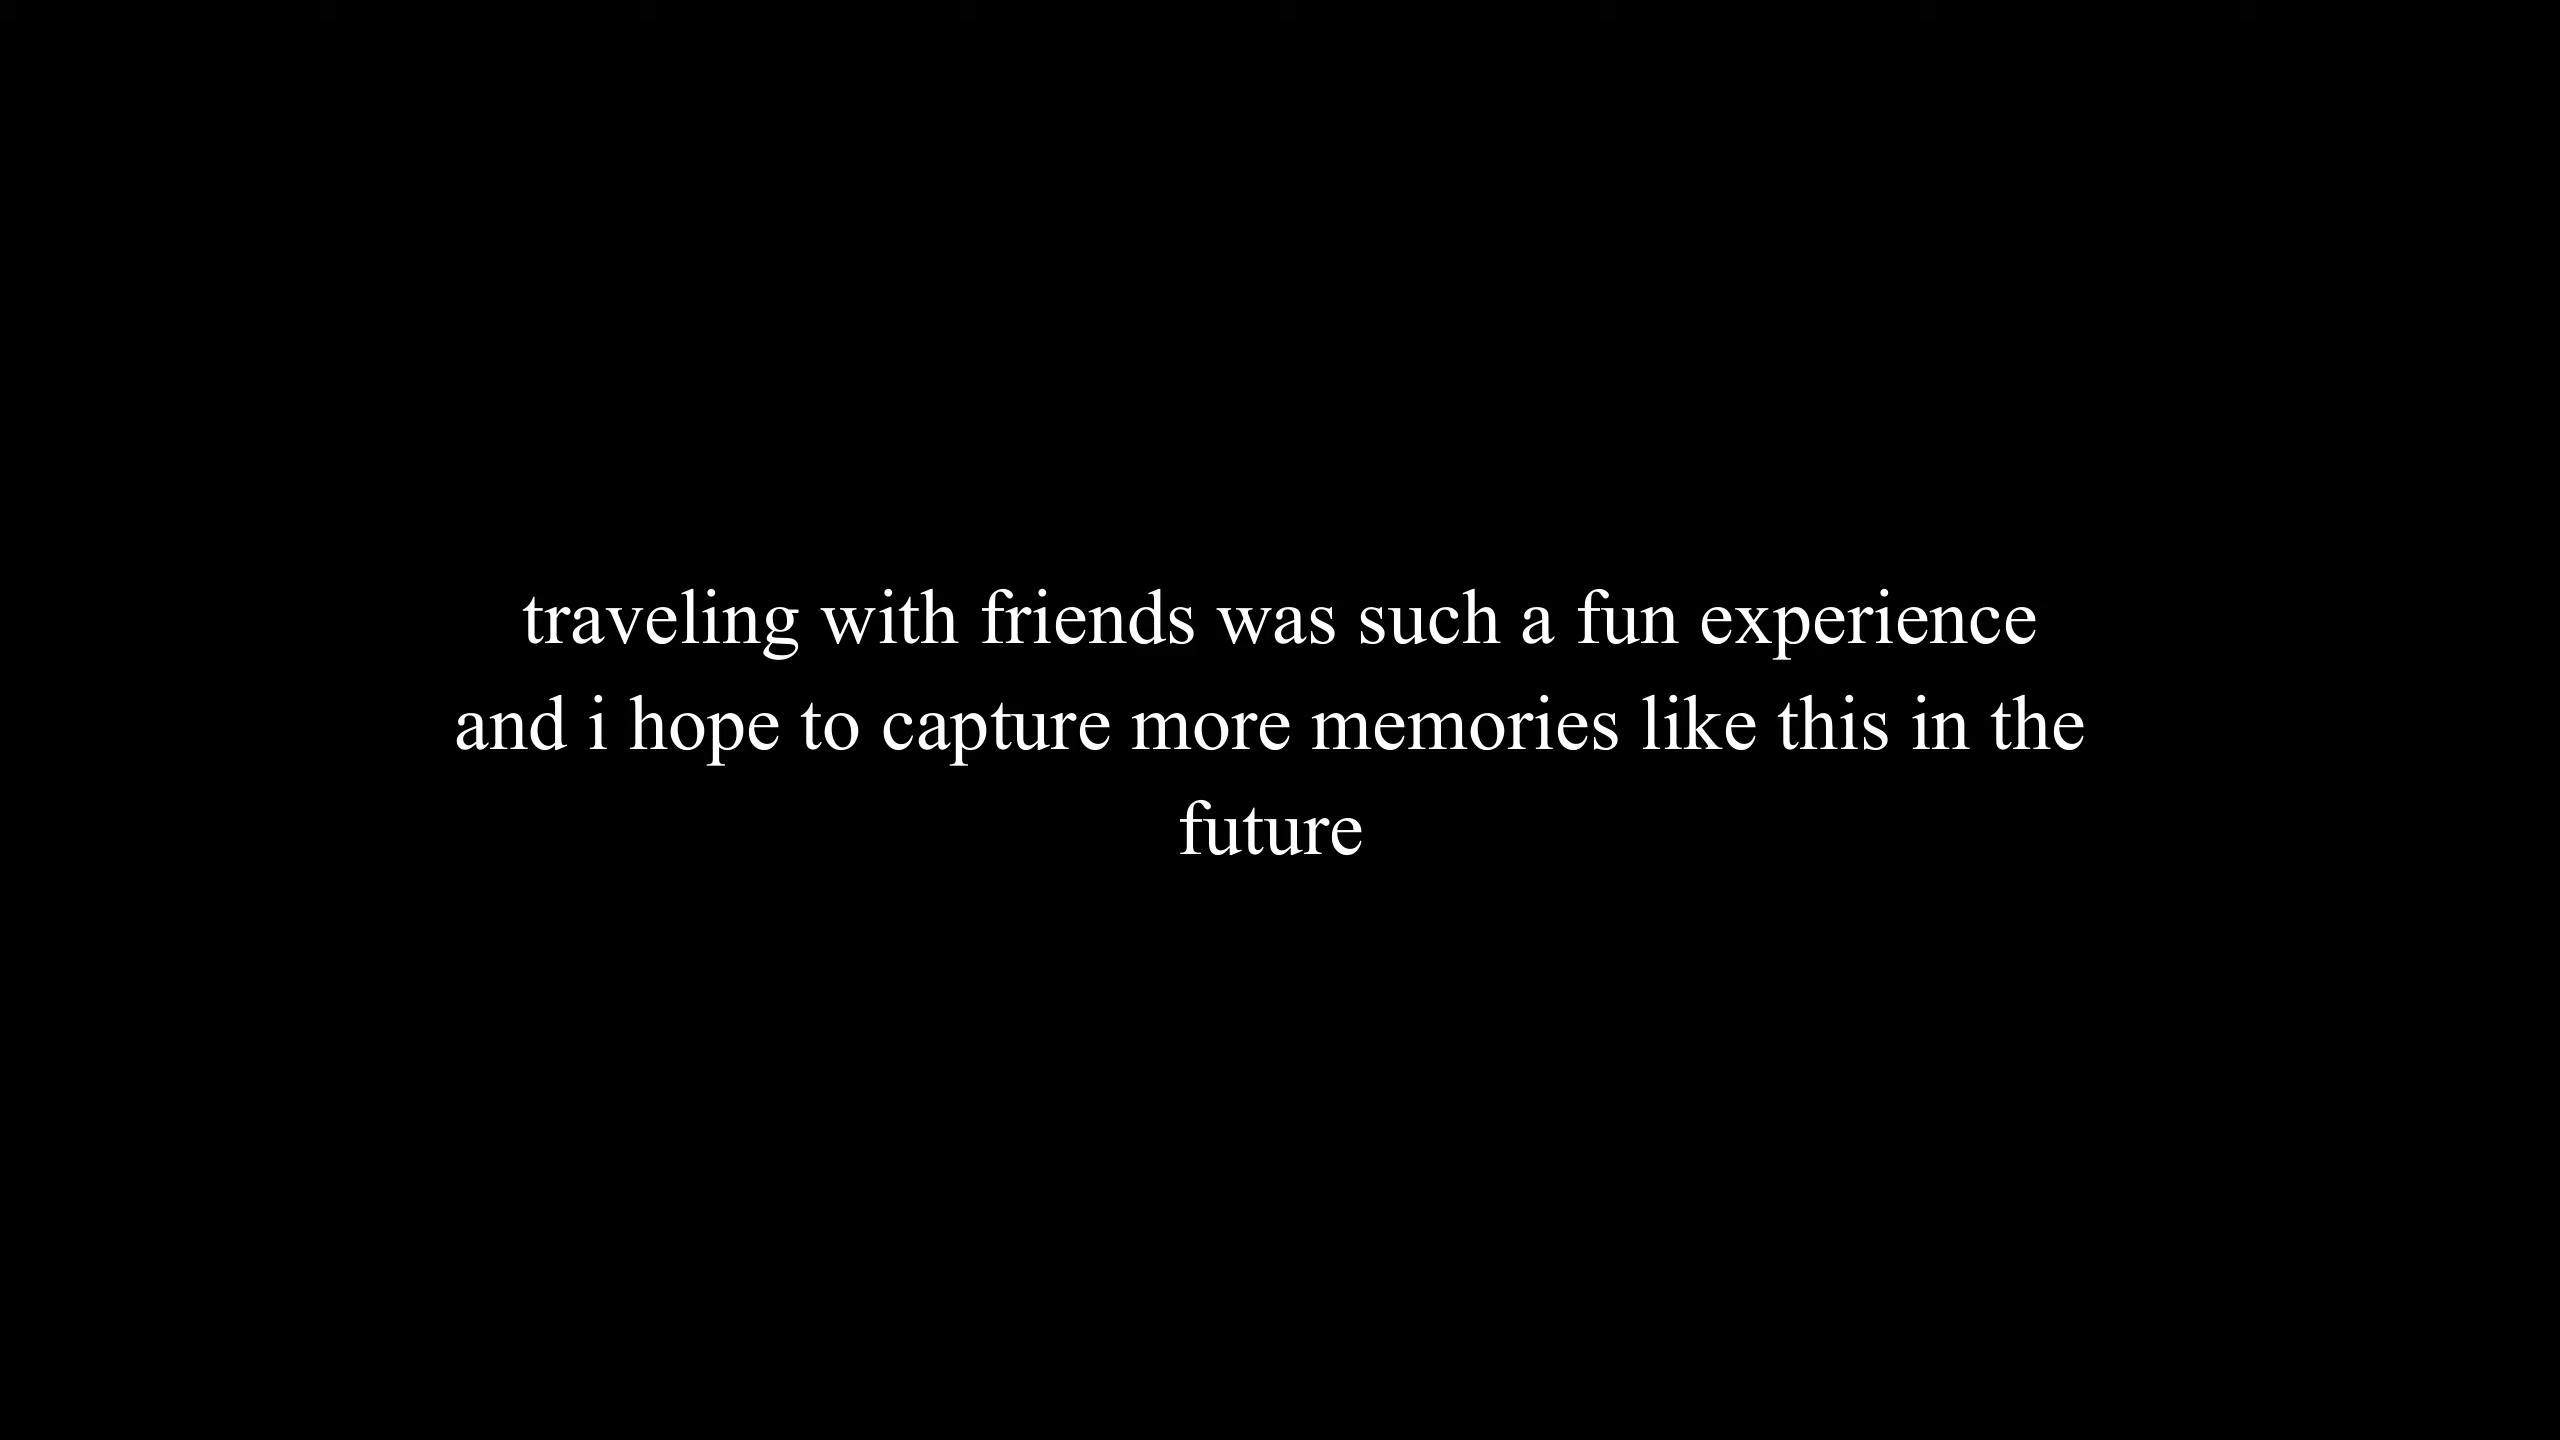 traveling with friends was such a fun experience
and i hope to capture more memories like this in the
future